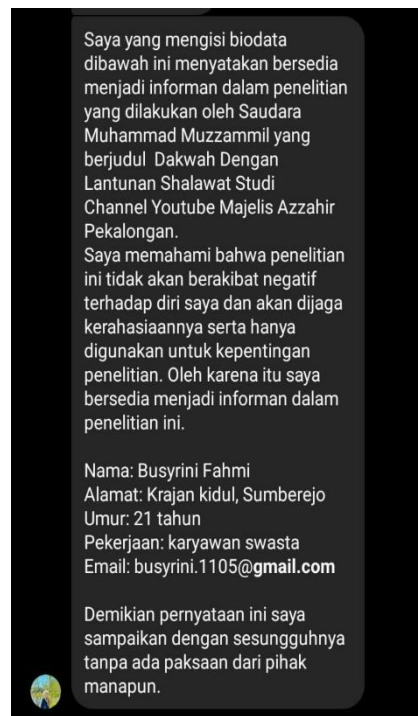 Saya yang mengisi biodata
dibawah ini menyatakan bersedia
menjadi informan dalam penelitian
yang dilakukan oleh Saudara
Muhammad Muzzammil yang
berjudul  Dakwah Dengan
Lantunan Shalawat Studi
Channel Youtube Majelis Azzahir
Pekalongan.
Saya memahami bahwa penelitian
ini tidak akan berakibat negatif
terhadap diri saya dan akan dijaga
kerahasiaannya serta hanya
digunakan untuk kepentingan
penelitian. Oleh karena itu saya
bersedia menjadi informan dalam
penelitian ini.
Nama: Busyrini Fahmi
Alamat: Krajan kidul, Sumberejo
Umur: 21 tahun
Pekerjaan: karyawan swasta
Email: busyrini.1105@gmail.com
Demikian pernyataan ini saya
sampaikan dengan sesungguhnya
tanpa ada paksaan dari pihak
manapun.